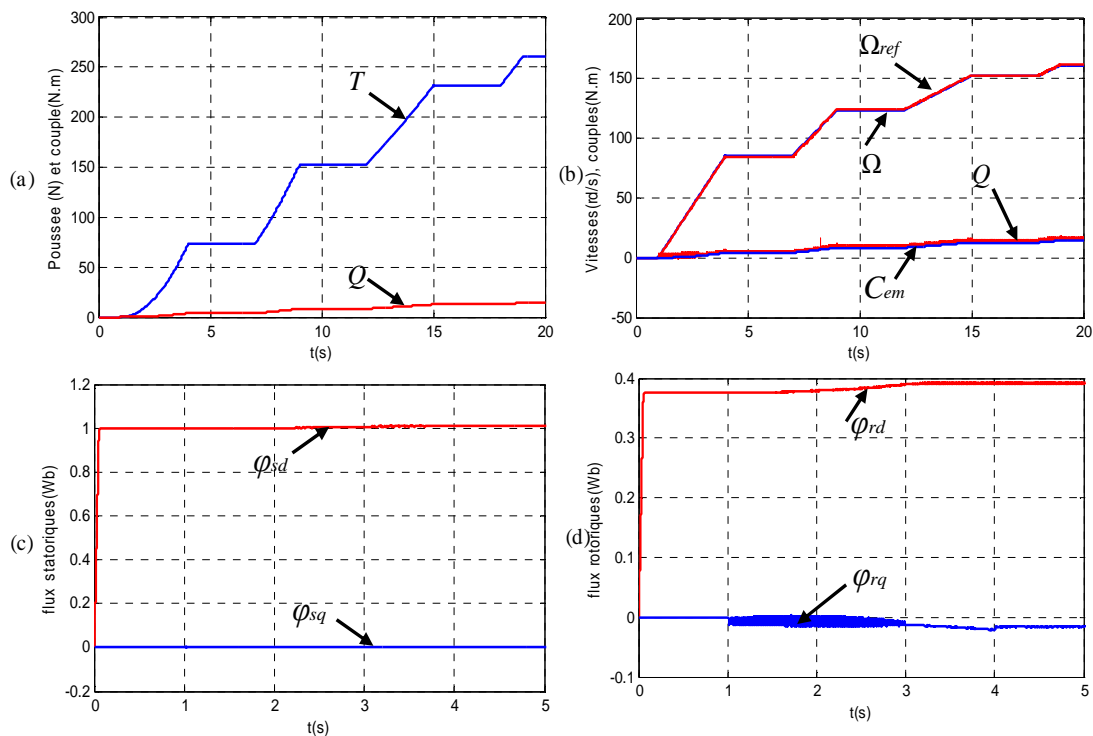 (a)
Poussee (N) et couple(N.m)
300
250
200
150
100
50
0
0 5 10 15 20
t(s)
T
Q
(b)
Vitesses(rd/s), couples(N.m)
200
150
100
50
0
-50
0 5 10 15 20
t(s)
Ωref
Ω
Q
Cem
(c)
flux statoriques(Wb)
1.2
1
0.8
0.6
0.4
0.2
0
-0.2
0 1 2 3 4 5
t(s)
φsd
φsq
(d)
flux rotoriques(Wb)
0.4
0.3
0.2
0.1
0
-0.1
0 1 2 3 4 5
t(s)
φrd
φrq